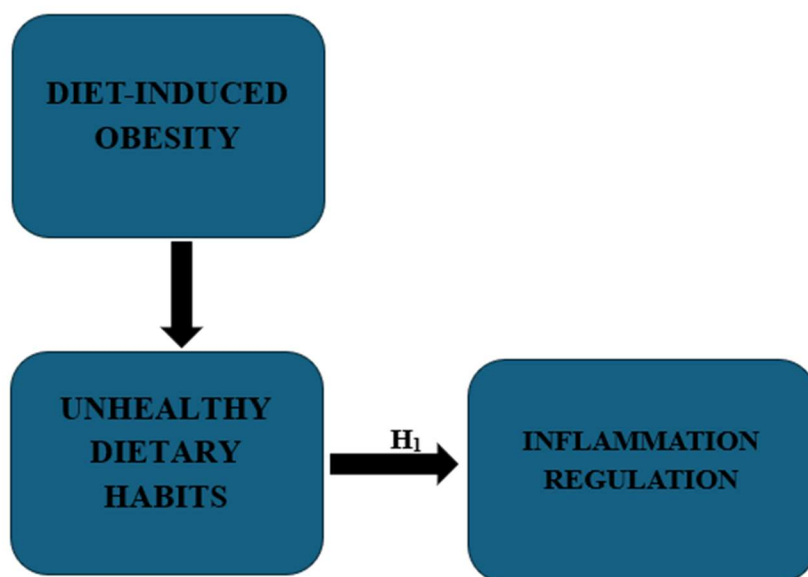 DIET-INDUCED
OBESITY
UNHEALTHY
DIETARY
HABITS
H1
INFLAMMATION
REGULATION